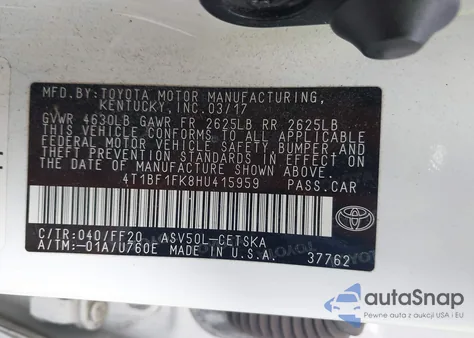 MFD.BY:TOYOTA MOTOR MANUFACTURING,
KENTUCKY, INC.03/17
GVWR 4630LB GAWR FR 2625LB RR 2625LB
THIS VEHICLE CONFORMS TO ALL APPLICABLE
FEDERAL MOTOR VEHICLE SAFETY, BUMPER,
AND THEFT PREVENTION STANDARDS IN EFFECT
ON THE DATE OF MANUFACTURE SHOWN ABOVE.
4T1BF1FK8HU415959 PASS.CAR
C/TR:040/FF20 ASV50L-CETSKA
A/TM:-01A/U760E MADE IN U.S.A.
37762
TOYOTA
autoSnap
Pewne auta z aukcji USA i EU